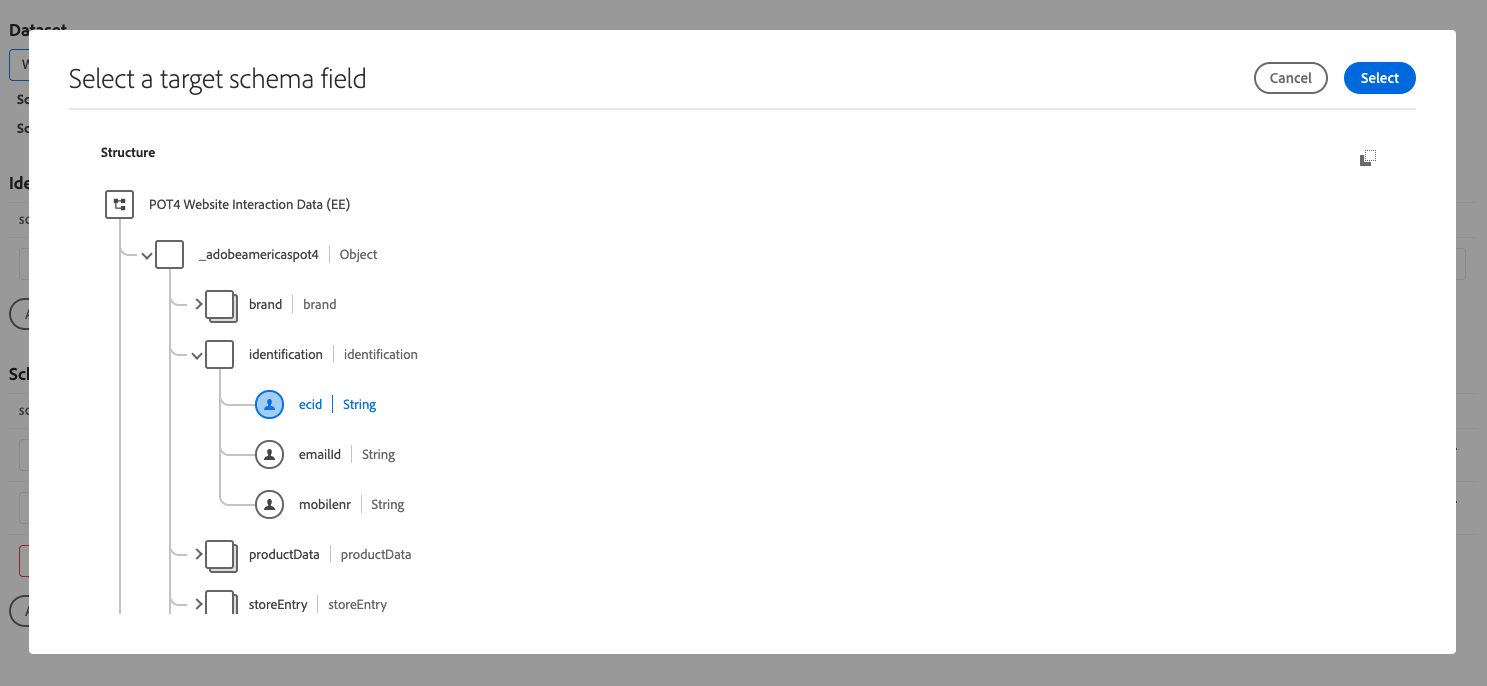 Dataset
Select a target schema field
Cancel
Select
Structure
POT4 Website Interaction Data (EE)
_adobeamericaspot4 Object
brand brand
identification identification
ecid String
emailId String
mobilenr String
productData productData
storeEntry storeEntry